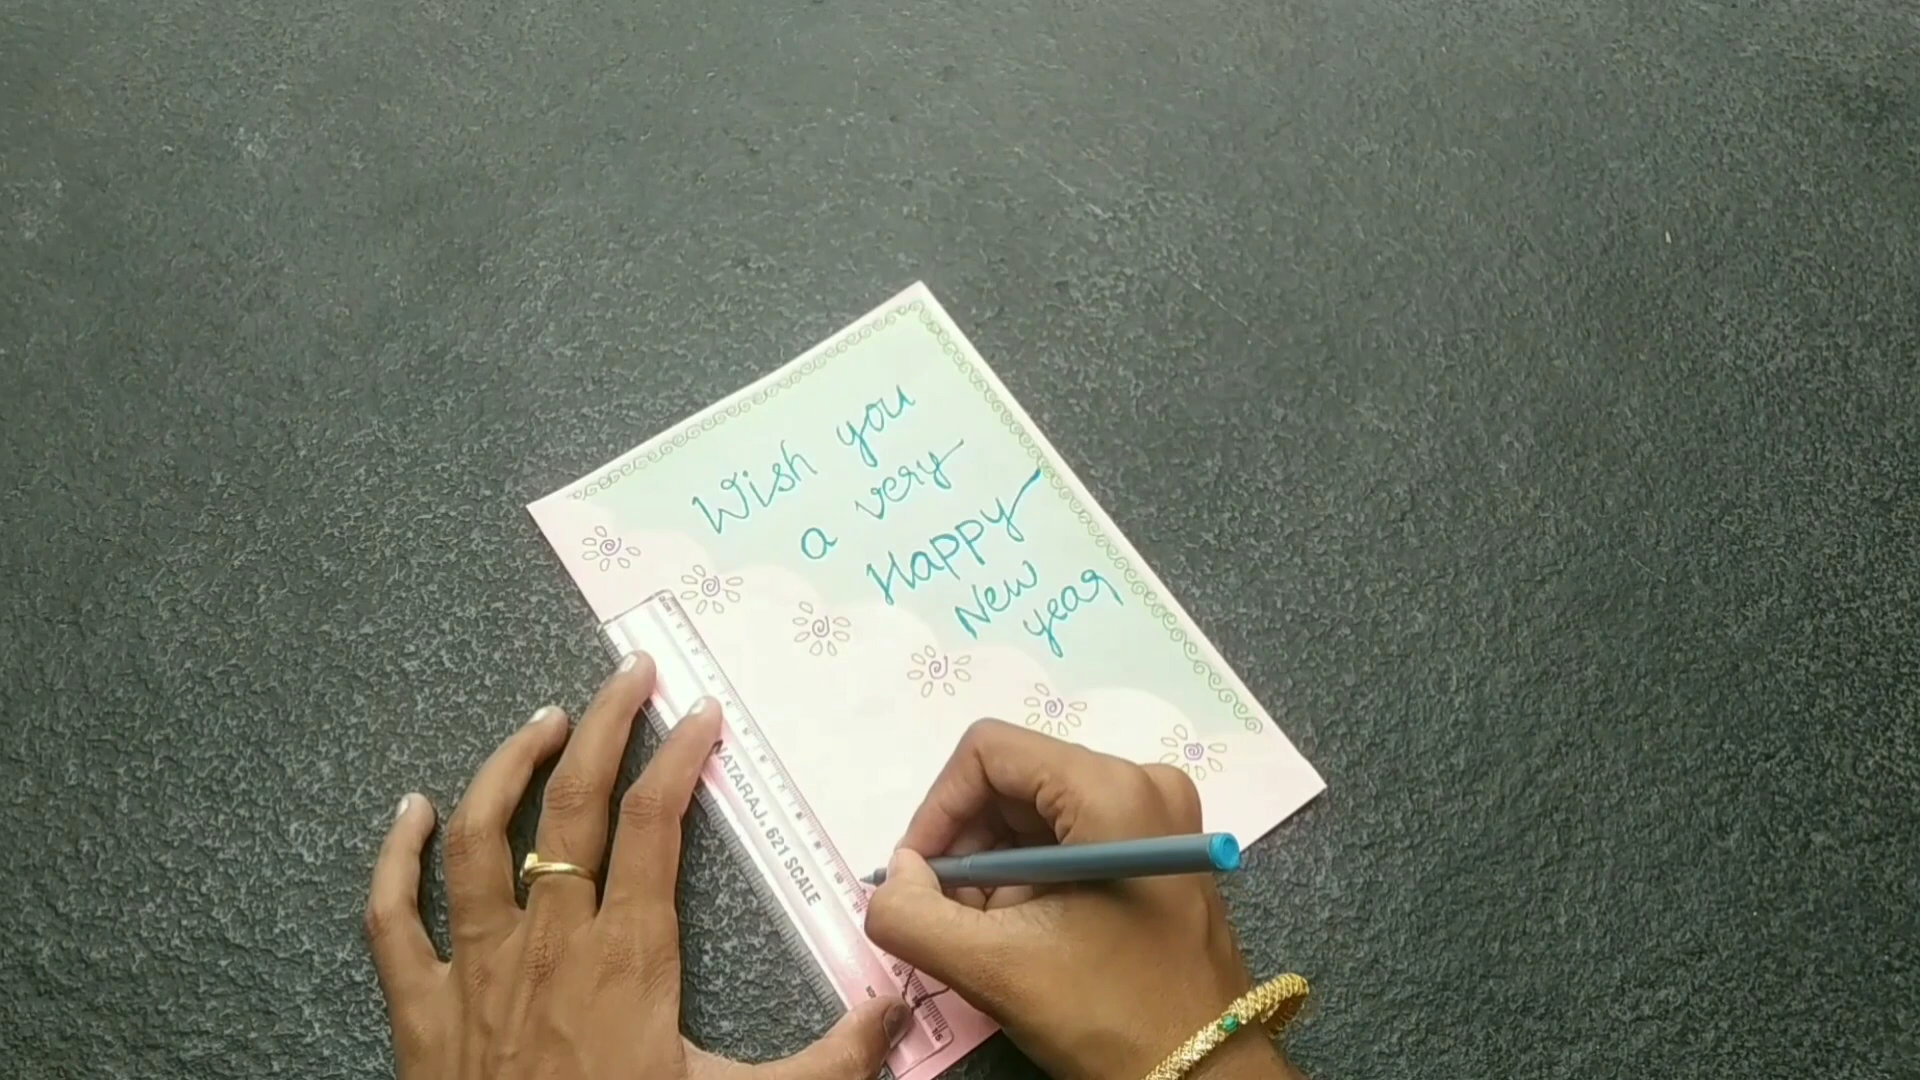 Wish you
a very
Happy
New
year
NATARAJ 621 SCALE